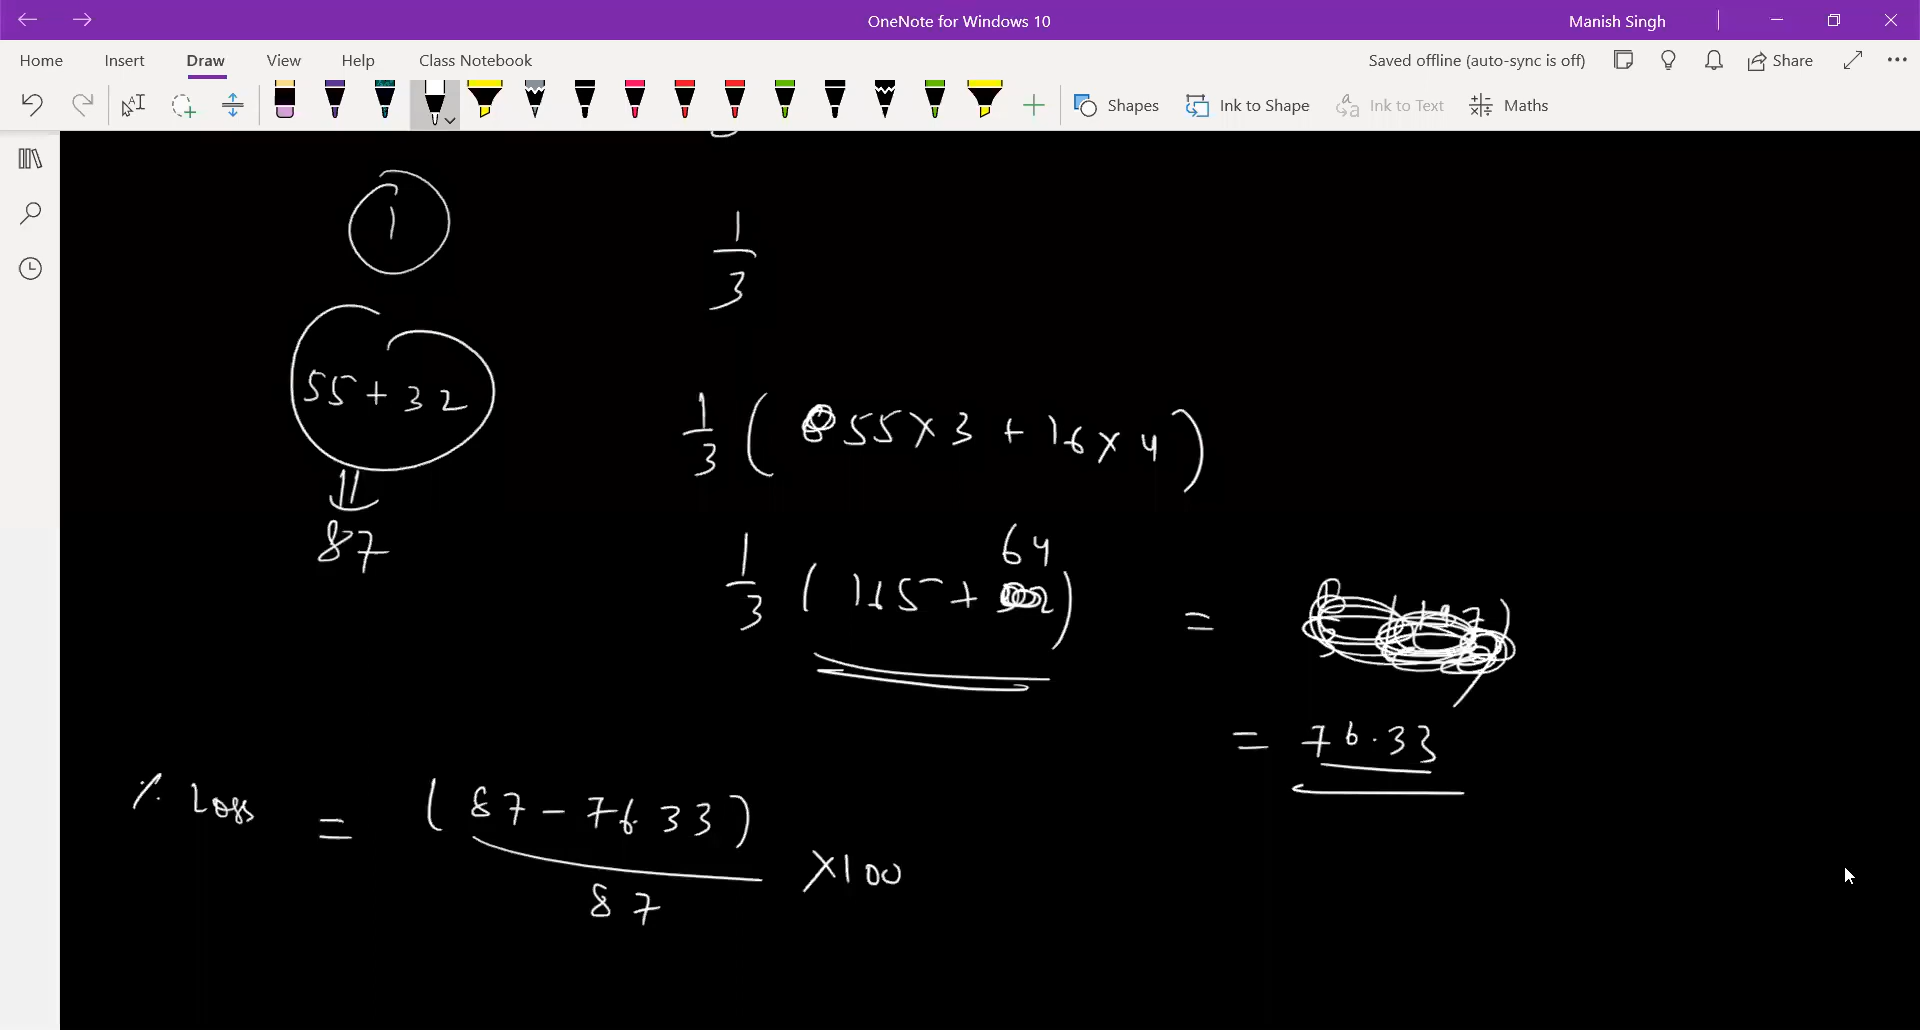 OneNote for Windows 10
Manish Singh
Home Insert Draw View Help Class Notebook
Saved offline (auto-sync is off) Share
Shapes Ink to Shape Ink to Text Maths
1
1
3
55 + 32
87
1/3 ( 55 × 3 + 16 × 4 )
64
1/3 ( 165 + ) =
= 76.33
% Loss = ( 87 - 76.33 ) × 100
87